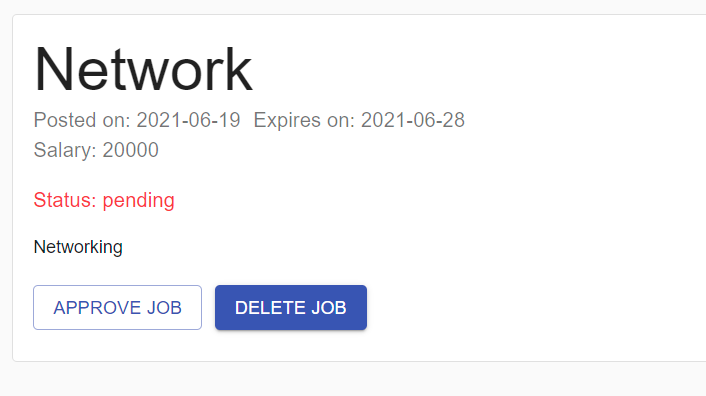 Network
Posted on: 2021-06-19 Expires on: 2021-06-28
Salary: 20000
Status: pending
Networking
APPROVE JOB DELETE JOB